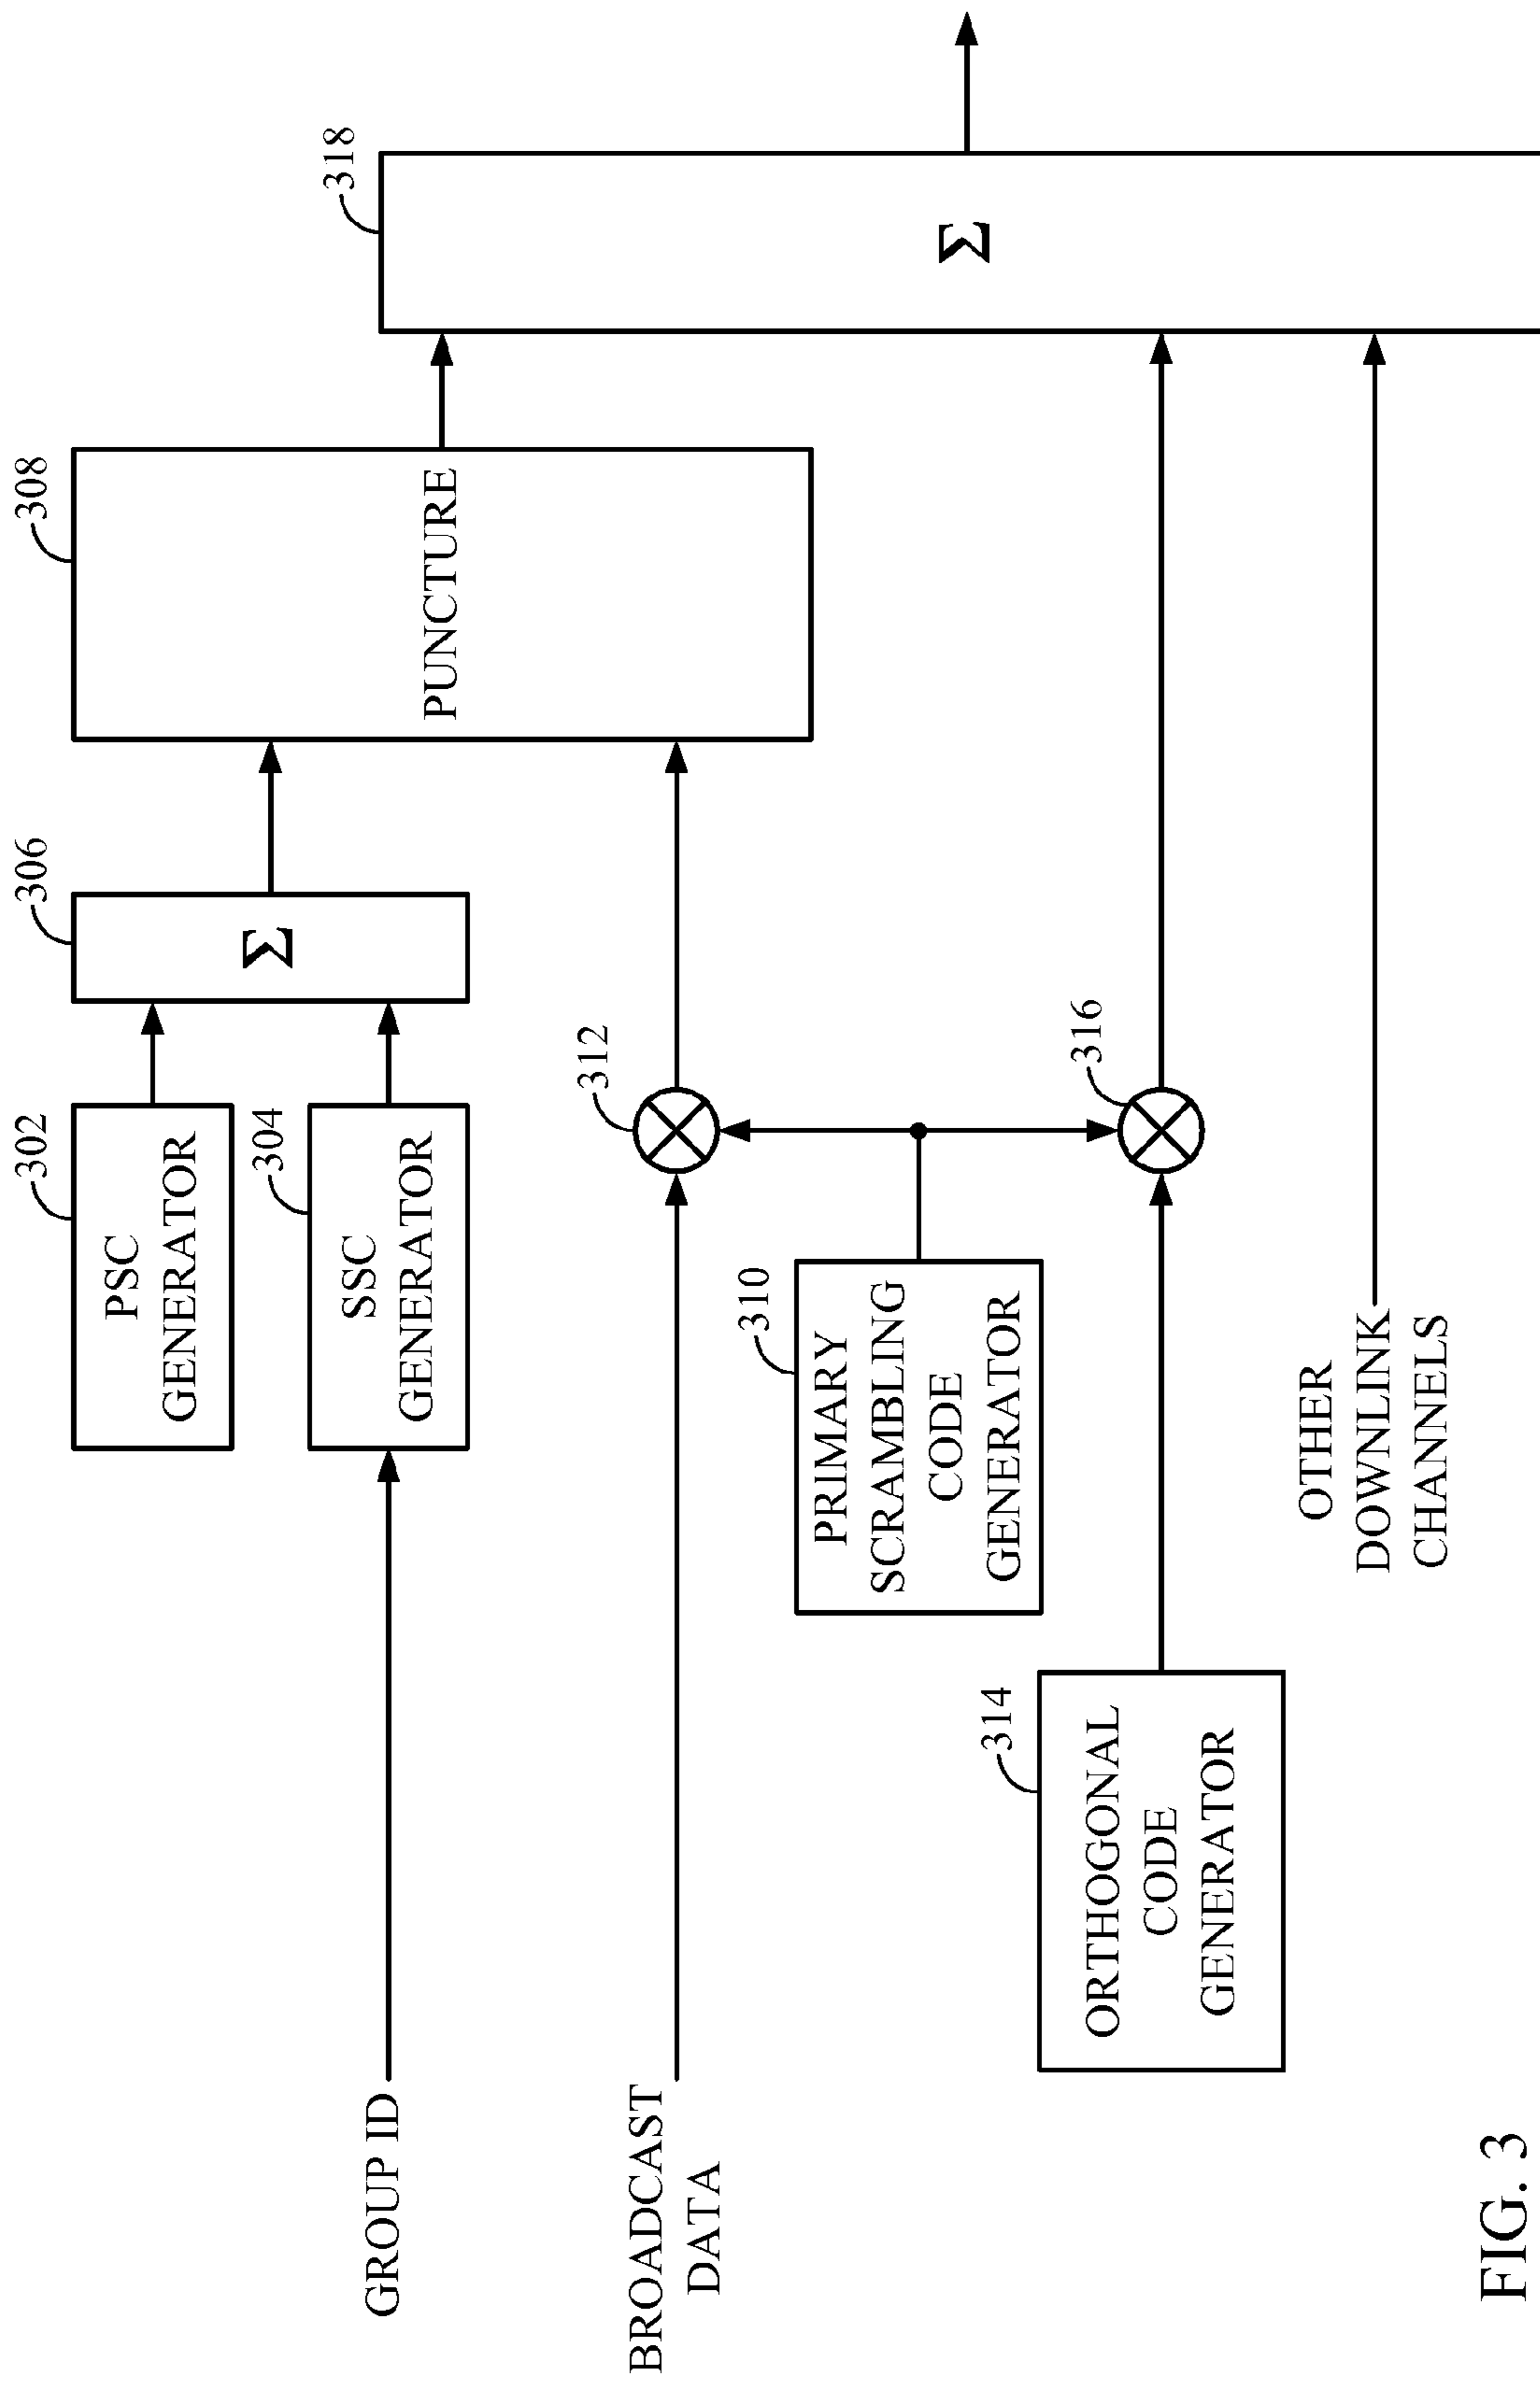 302
PSC
GENERATOR
306
Σ
308
PUNCTURE
318
Σ
GROUP ID
304
SSC
GENERATOR
BROADCAST
DATA
312
310
PRIMARY
SCRAMBLING
CODE
GENERATOR
314
ORTHOGONAL
CODE
GENERATOR
316
OTHER
DOWNLINK
CHANNELS
FIG. 3